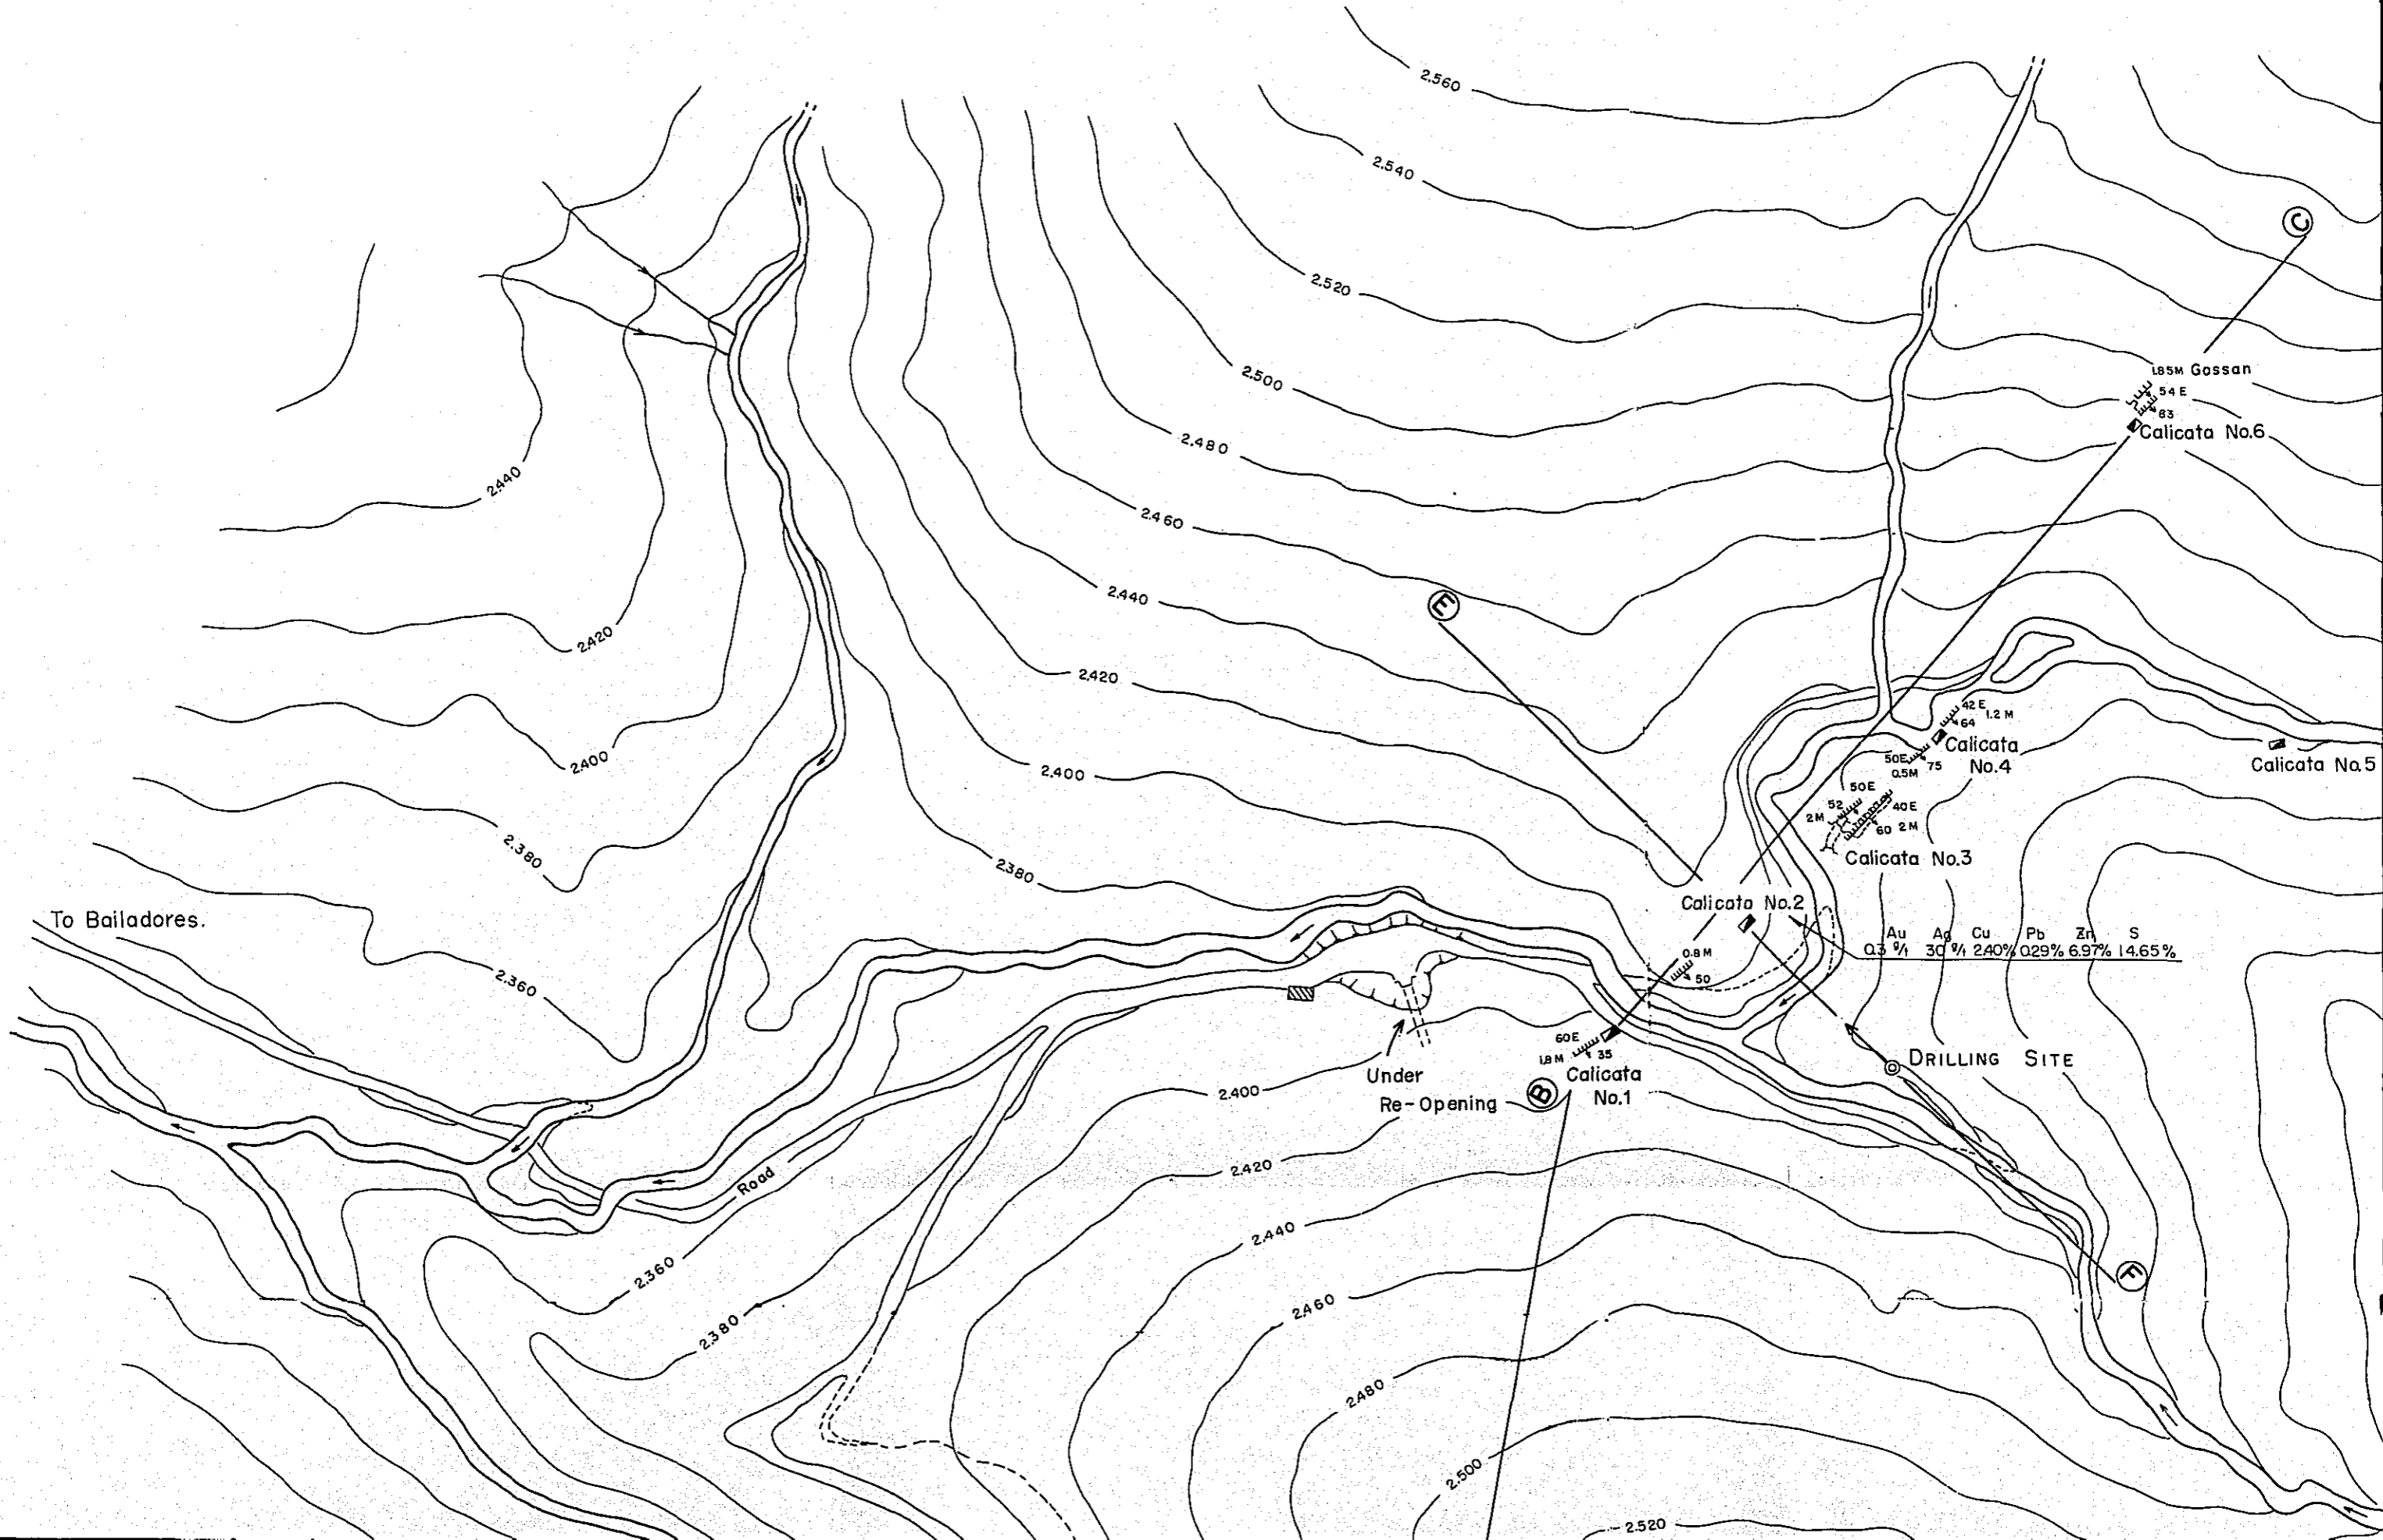 2.560
2.540
C
2.520
1.85M Gossan
54 E
63
2.500
Calicata No.6
2.480
2.440
2.460
2.440
E
2.420
2.420
42 E
1.2 M
64
Calicata
No.4
50E
75
0.5M
2.400
2.400
Calicata No.5
50E
52
40E
2M
60 2M
2.380
Calicata No.3
2.380
Calicata No.2
To Bailadores.
Au Ag Cu Pb Zn S
0.3 g/t 30 g/t 2.40% 0.29% 6.97% 14.65%
0.8 M
50
2.360
60E
1.8 M
35
DRILLING SITE
Under
Re-Opening
Calicata
No.1
B
2.400
2.420
Road
2.440
2.360
F
2.460
2.380
2.480
2.500
2.520